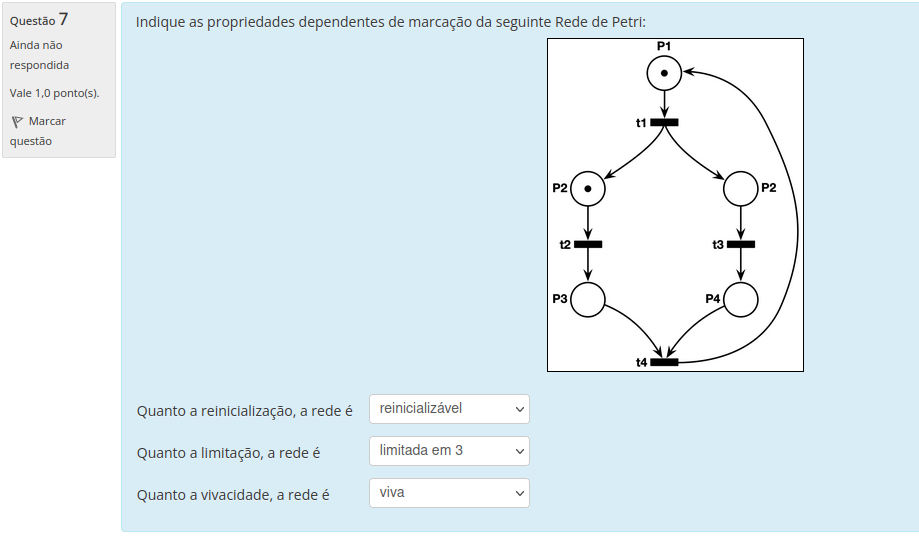 Questão 7
Ainda não
respondida
Vale 1,0 ponto(s).
Marcar
questão
Indique as propriedades dependentes de marcação da seguinte Rede de Petri:
P1
t1
P2
P2
t2
t3
P3
P4
t4
Quanto a reinicialização, a rede é
reinicializável
Quanto a limitação, a rede é
limitada em 3
Quanto a vivacidade, a rede é
viva